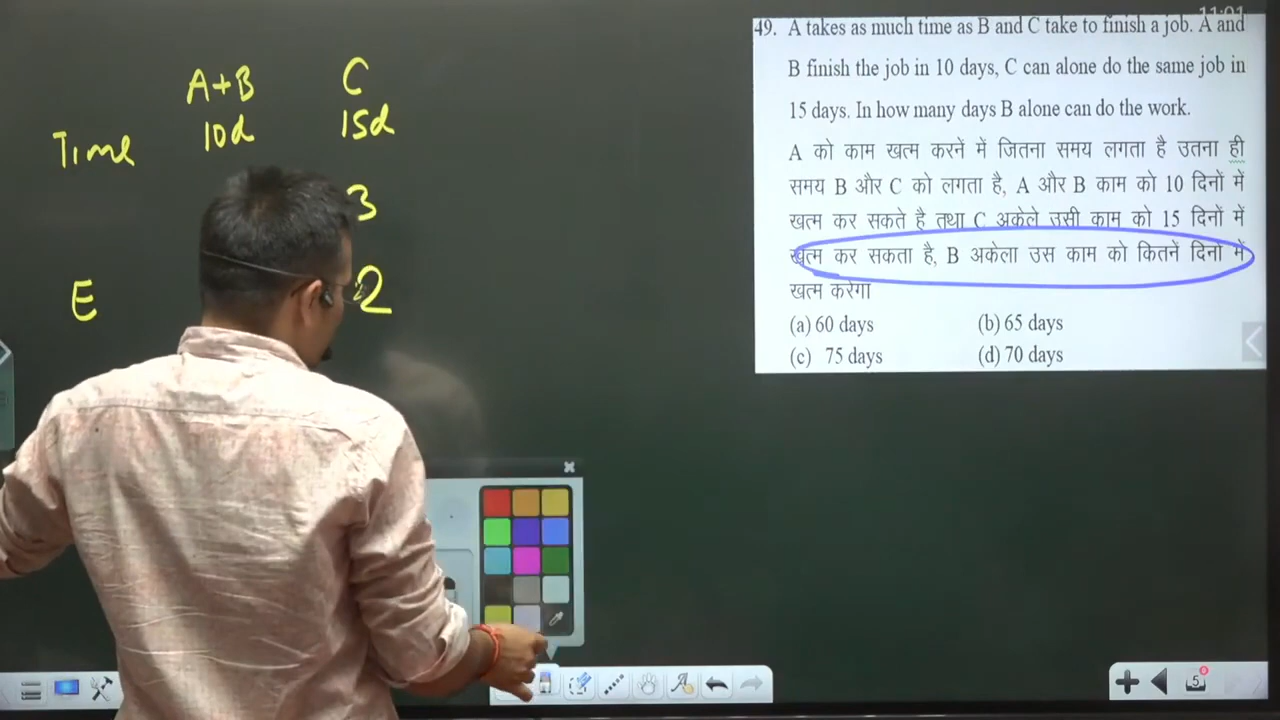 11:01
A+B C
10d 15d
Time
3
E 2
49. A takes as much time as B and C take to finish a job. A and
B finish the job in 10 days, C can alone do the same job in
15 days. In how many days B alone can do the work.
A को काम खत्म करनें में जितना समय लगता है उतना ही
समय B और C को लगता है, A और B काम को 10 दिनों में
खत्म कर सकते है तथा C अकेले उसी काम को 15 दिनों में
खत्म कर सकता है, B अकेला उस काम को कितनें दिनों में
खत्म करेगा
(a) 60 days (b) 65 days
(c) 75 days (d) 70 days
5